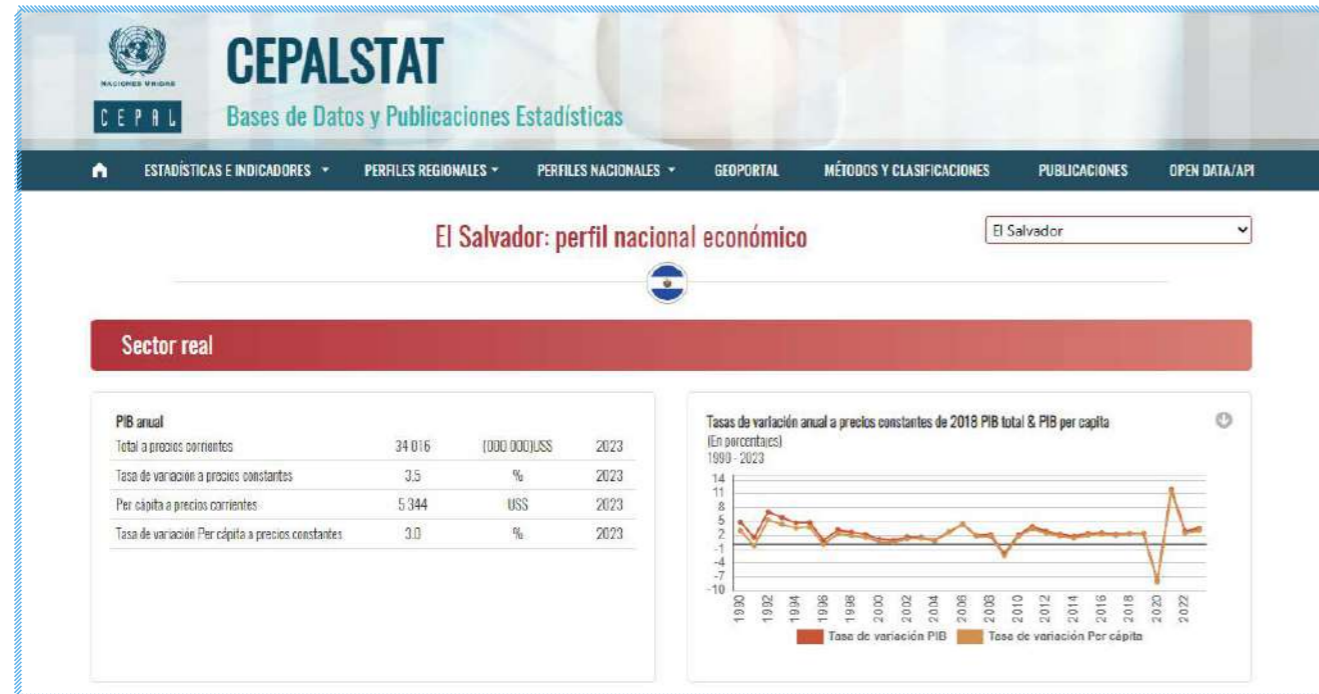 NACIONES UNIDAS
CEPAL
CEPALSTAT
Bases de Datos y Publicaciones Estadísticas
ESTADÍSTICAS E INDICADORES
PERFILES REGIONALES
PERFILES NACIONALES
GEOPORTAL
MÉTODOS Y CLASIFICACIONES
PUBLICACIONES
OPEN DATA/API
El Salvador: perfil nacional económico
El Salvador
Sector real
PIB anual
Total a precios corrientes 34 016 (000 000)US$ 2023
Tasa de variación a precios constantes 3.5 % 2023
Per cápita a precios corrientes 5 344 US$ 2023
Tasa de variación Per cápita a precios constantes 3.0 % 2023
Tasas de variación anual a precios constantes de 2018 PIB total & PIB per capita
(En porcentajes)
1990 - 2023
14
11
8
5
2
-1
-4
-7
-10
1990 1992 1994 1996 1998 2000 2002 2004 2006 2008 2010 2012 2014 2016 2018 2020 2022
Tasa de variación PIB
Tasa de variación Per cápita